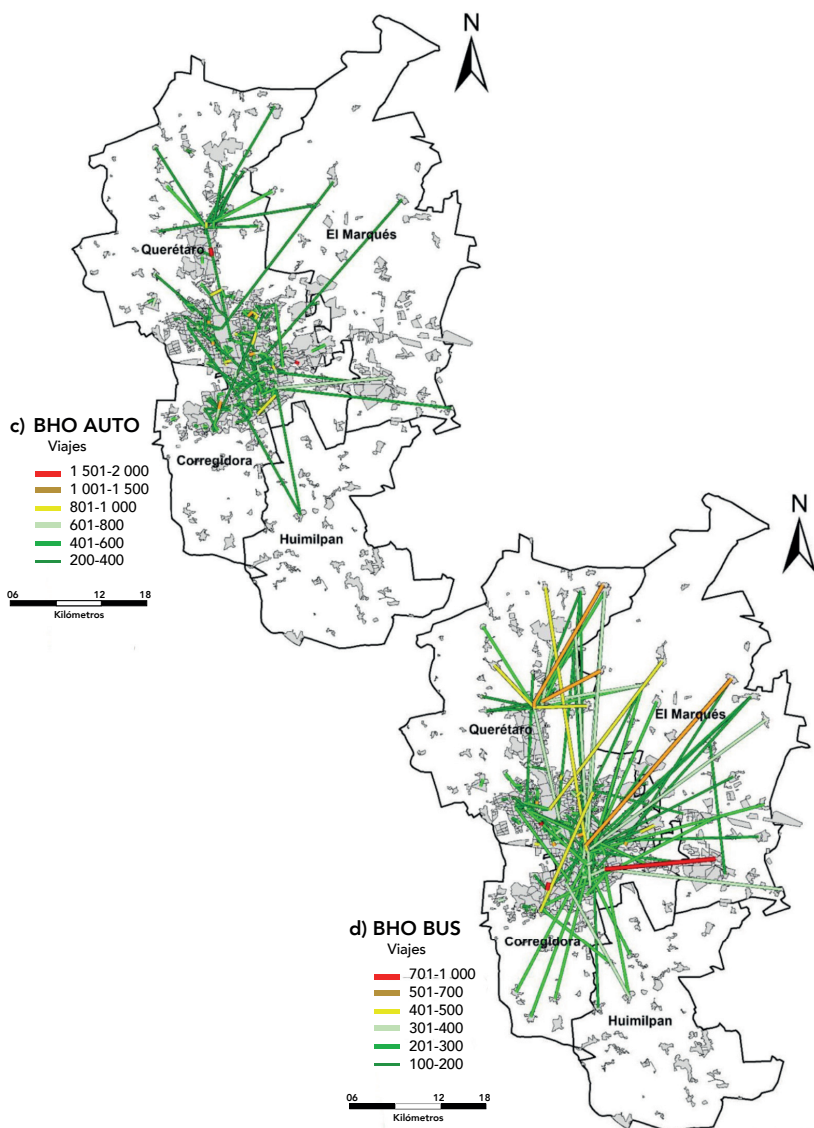 N
Querétaro
El Marqués
c) BHO AUTO
Viajes
1 501-2 000
1 001-1 500
801-1 000
601-800
401-600
200-400
Corregidora
Huimilpan
06 12 18
Kilómetros
N
Querétaro
El Marqués
d) BHO BUS
Viajes
701-1 000
501-700
401-500
301-400
201-300
100-200
Corregidora
Huimilpan
06 12 18
Kilómetros